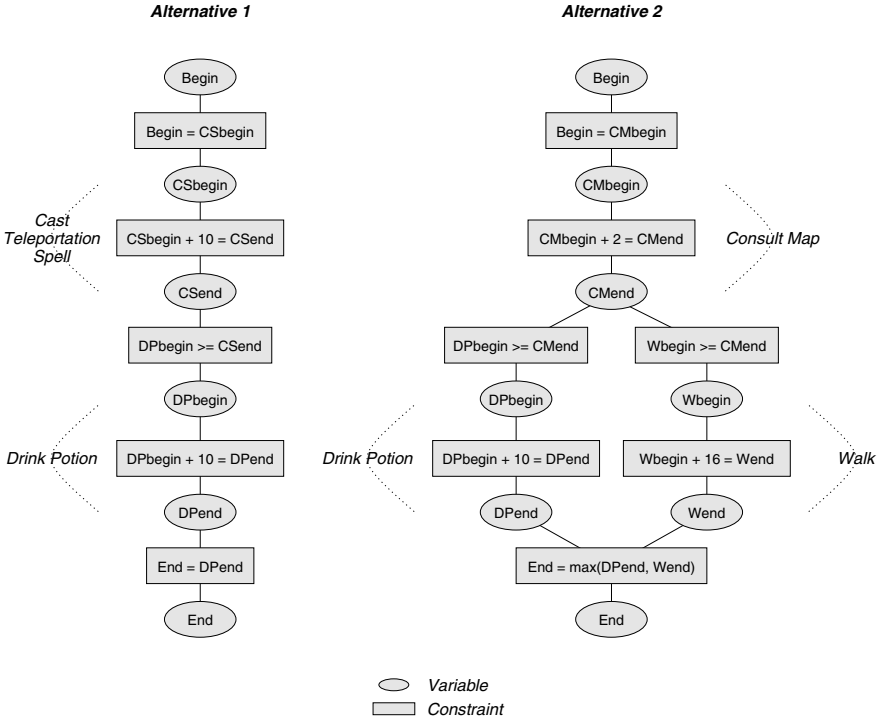 Alternative 1
Begin
Begin = CSbegin
CSbegin
Cast
Teleportation
Spell
CSbegin + 10 = CSend
CSend
DPbegin >= CSend
DPbegin
Drink Potion
DPbegin + 10 = DPend
DPend
End = DPend
End
Alternative 2
Begin
Begin = CMbegin
CMbegin
CMbegin + 2 = CMend
Consult Map
CMend
DPbegin >= CMend
Wbegin >= CMend
DPbegin
Wbegin
Drink Potion
DPbegin + 10 = DPend
Wbegin + 16 = Wend
Walk
DPend
Wend
End = max(DPend, Wend)
End
Variable
Constraint